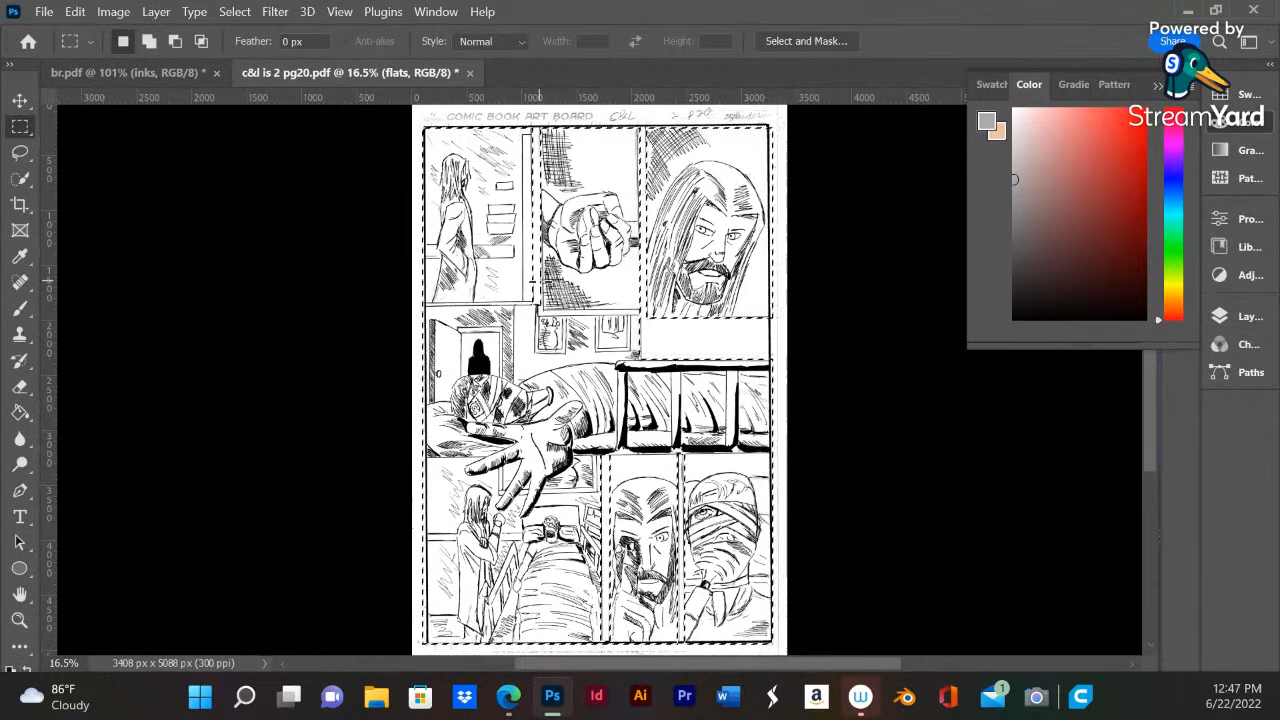 File Edit Image Layer Type Select Filter 3D View Plugins Window Help
Powered by
StreamYard
Feather: 0 px Anti-alias Style: Normal Width: Height: Select and Mask... Share
br.pdf @ 101% (inks, RGB/8) * × c&d is 2 pg20.pdf @ 16.5% (flats, RGB/8) * ×
Swatch Color Gradie Pattern
3000 2500 2000 1500 1000 500 0 500 1000 1500 2000 2500 3000 3500 4000 4500
COMIC BOOK ART BOARD
Sw...
Gra...
Pat...
Pro...
Lib...
Adj...
Lay...
Ch...
Paths
16.5% 3408 px x 5088 px (300 ppi)
86°F
Cloudy
12:47 PM
6/22/2022